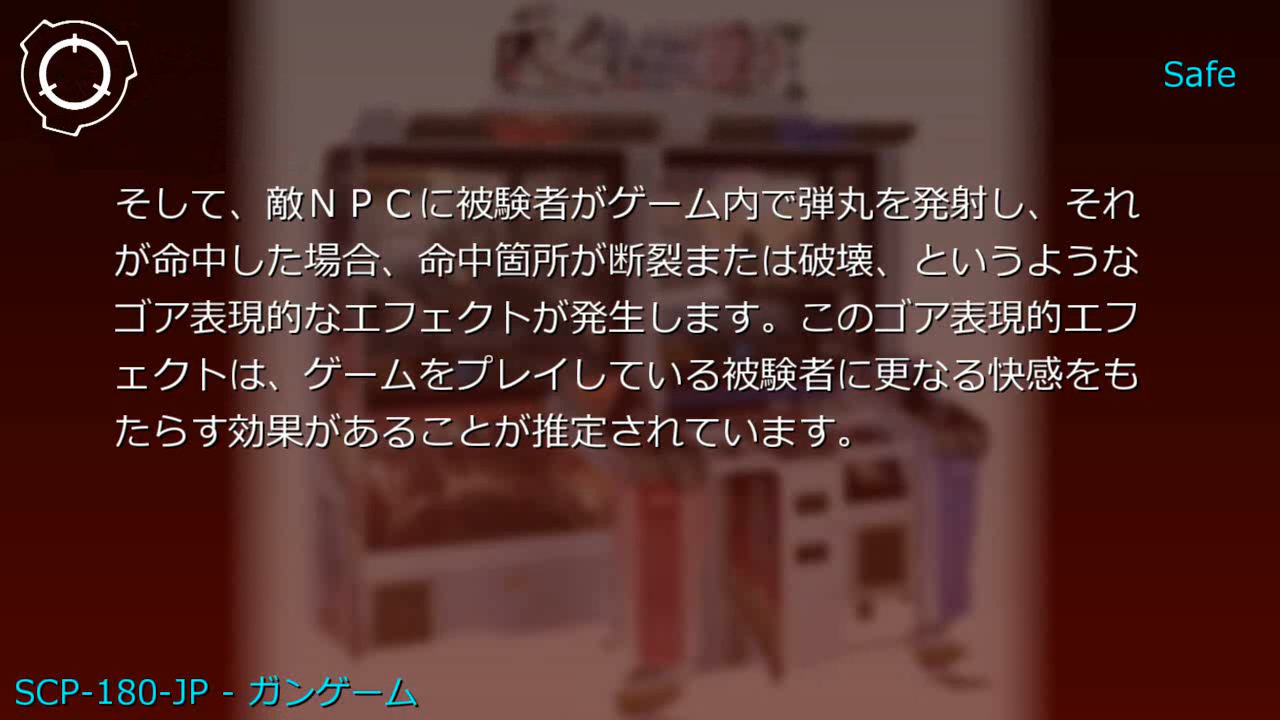 Safe
そして、敵ＮＰＣに被験者がゲーム内で弾丸を発射し、それ
が命中した場合、命中箇所が断裂または破壊、というような
ゴア表現的なエフェクトが発生します。このゴア表現的エフ
ェクトは、ゲームをプレイしている被験者に更なる快感をも
たらす効果があることが推定されています。
SCP-180-JP - ガンゲーム